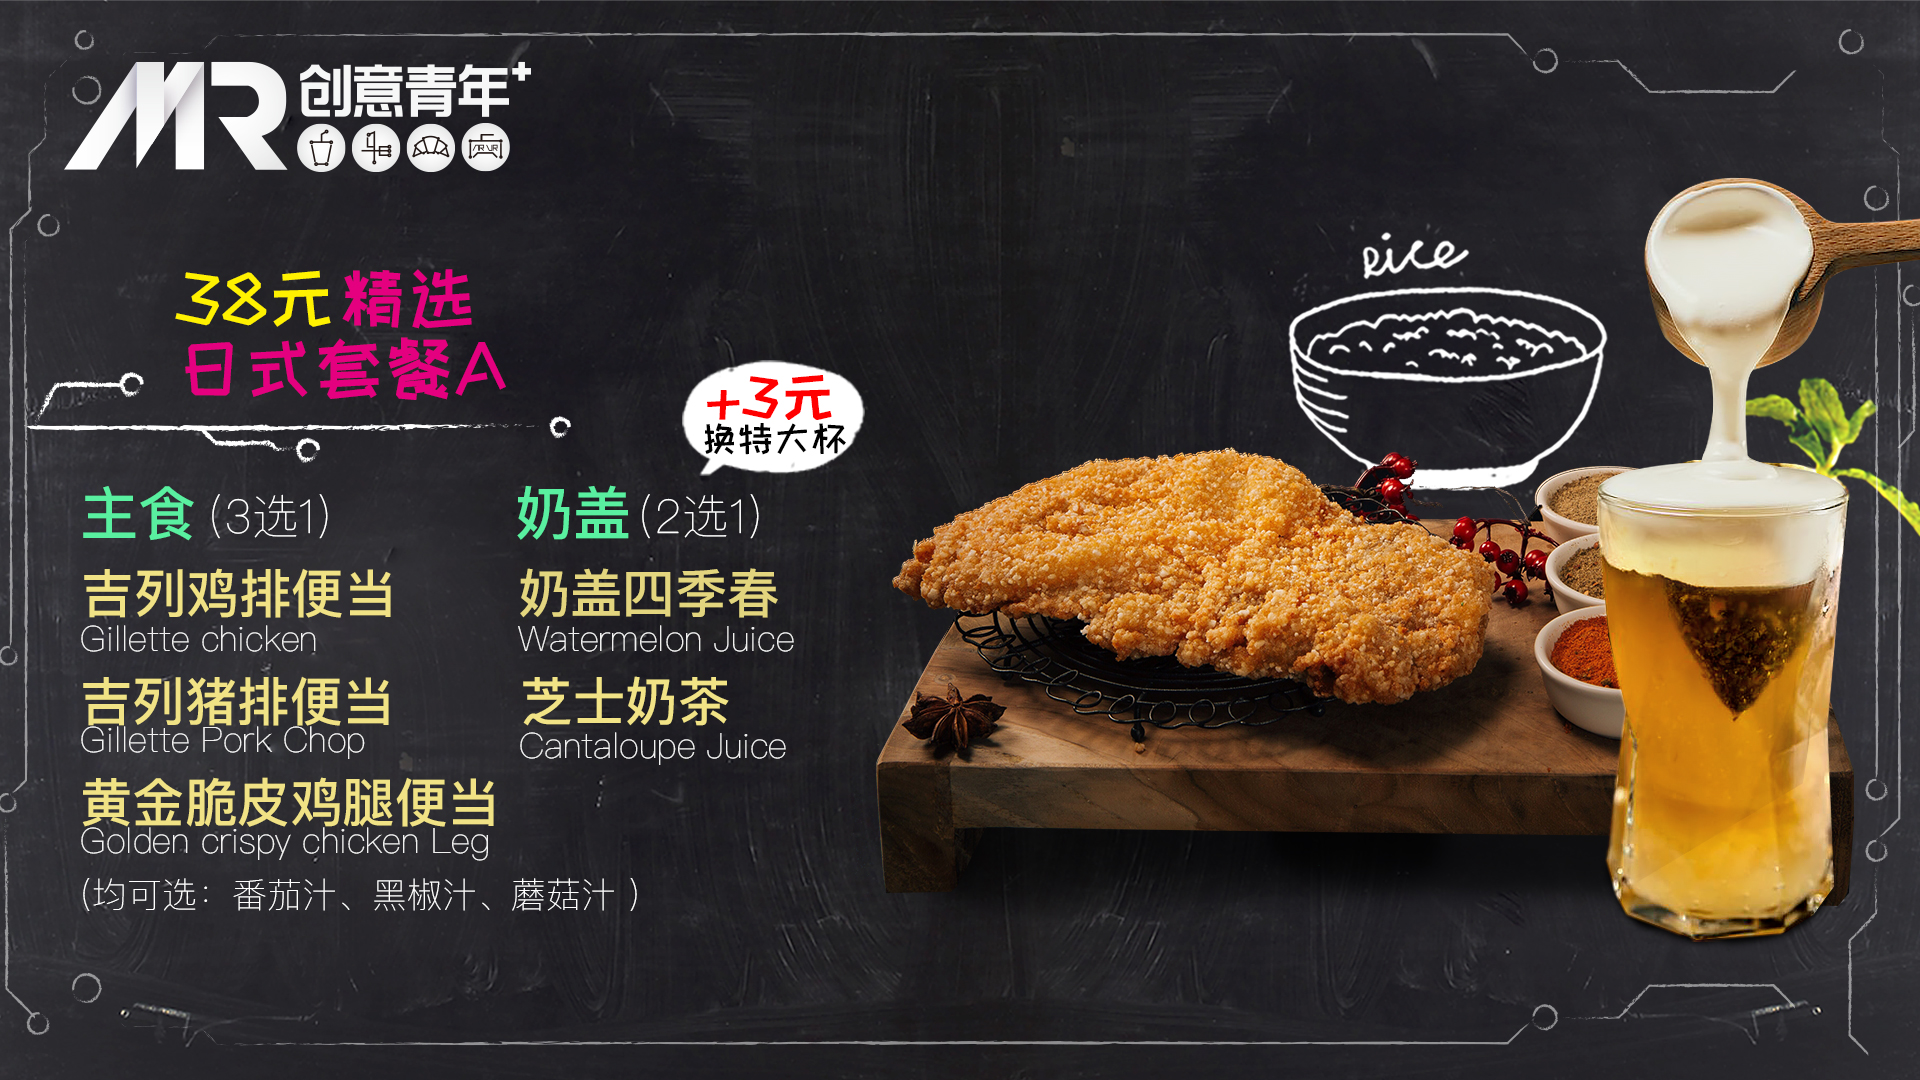 MR 创意青年+
AR VR
38元 精选
日式套餐A
+3元
换特大杯
rice
主食 (3选1)
吉列鸡排便当
Gillette chicken
吉列猪排便当
Gillette Pork Chop
黄金脆皮鸡腿便当
Golden crispy chicken Leg
(均可选：番茄汁、黑椒汁、蘑菇汁 )
奶盖 (2选1)
奶盖四季春
Watermelon Juice
芝士奶茶
Cantaloupe Juice